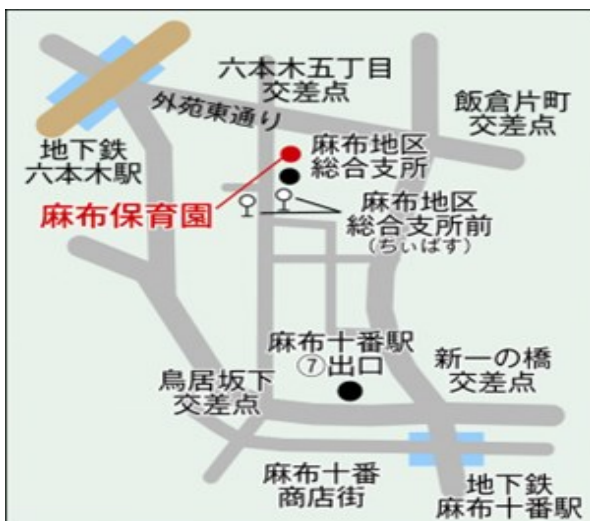 六本木五丁目
交差点
外苑東通り
飯倉片町
交差点
地下鉄
六本木駅
麻布地区
総合支所
麻布保育園
麻布地区
総合支所前
(ちぃばす)
麻布十番駅
⑦出口
新一の橋
交差点
鳥居坂下
交差点
麻布十番
商店街
地下鉄
麻布十番駅